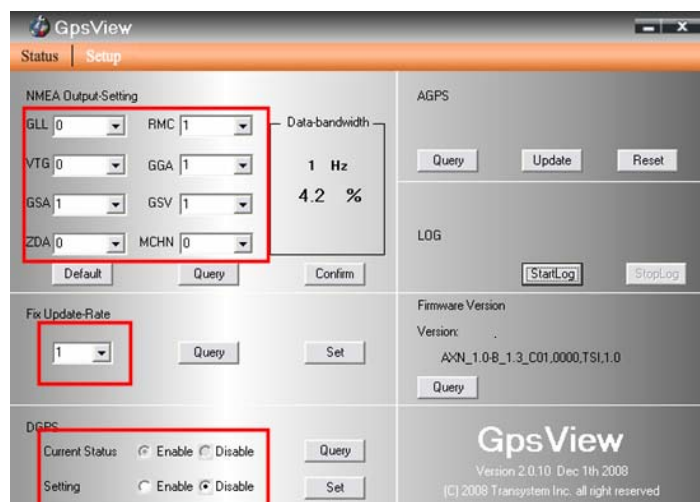 GpsView
Status | Setup
NMEA Output-Setting
GLL 0 RMC 1
VTG 0 GGA 1
GSA 1 GSV 1
ZDA 0 MCHN 0
Data-bandwidth
1 Hz
4.2 %
Default Query Confirm
Fix Update-Rate
1 Query Set
DGPS
Current Status Enable Disable Query
Setting Enable Disable Set
AGPS
Query Update Reset
LOG
StartLog StopLog
Firmware Version
Version: .
AXN_1.0-B_1.3_C01,0000,TSI,1.0
Query
GpsView
Version 2.0.10 Dec 1th 2008
(C) 2008 Transystem Inc. all right reserved